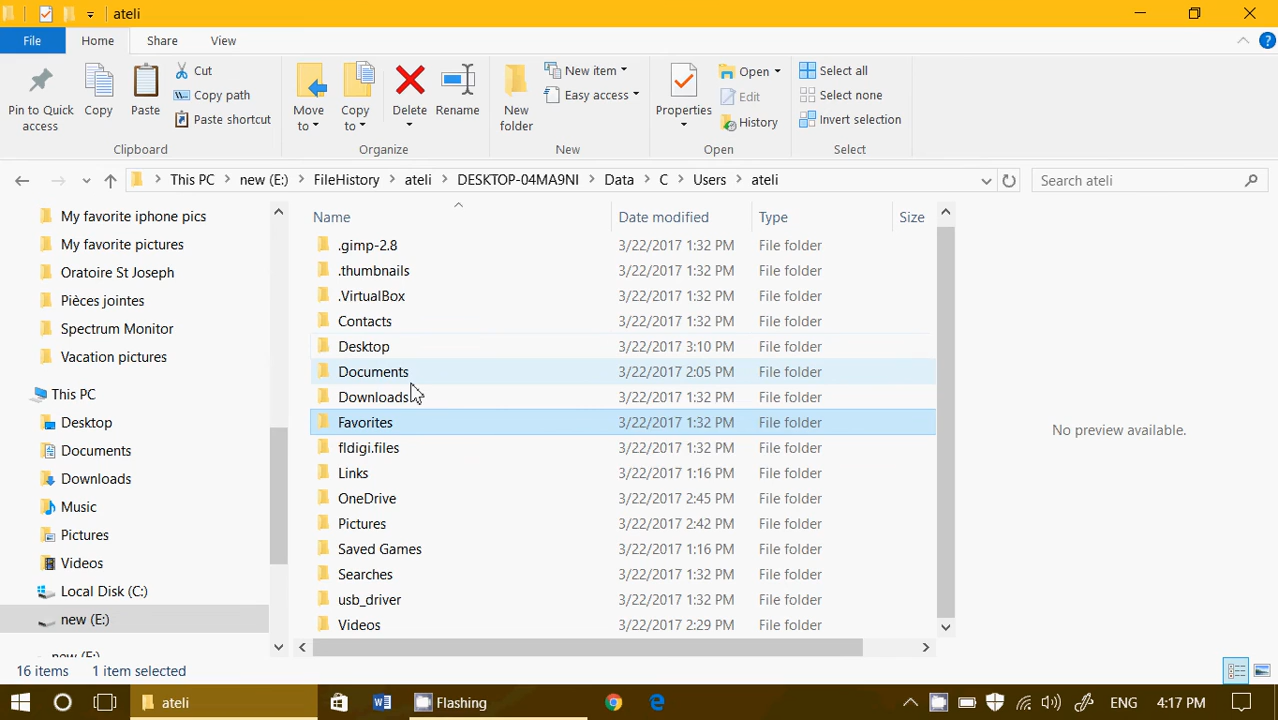 ateli
File Home Share View
Pin to Quick access
Copy
Paste
Cut
Copy path
Paste shortcut
Clipboard
Move to
Copy to
Delete
Rename
Organize
New folder
New item
Easy access
New
Properties
Open
Edit
History
Open
Select all
Select none
Invert selection
Select
This PC > new (E:) > FileHistory > ateli > DESKTOP-04MA9NI > Data > C > Users > ateli
Search ateli
My favorite iphone pics
My favorite pictures
Oratoire St Joseph
Pièces jointes
Spectrum Monitor
Vacation pictures
This PC
Desktop
Documents
Downloads
Music
Pictures
Videos
Local Disk (C:)
new (E:)
new (E:)
Name Date modified Type Size
.gimp-2.8 3/22/2017 1:32 PM File folder
.thumbnails 3/22/2017 1:32 PM File folder
.VirtualBox 3/22/2017 1:32 PM File folder
Contacts 3/22/2017 1:32 PM File folder
Desktop 3/22/2017 3:10 PM File folder
Documents 3/22/2017 2:05 PM File folder
Downloads 3/22/2017 1:32 PM File folder
Favorites 3/22/2017 1:32 PM File folder
fldigi.files 3/22/2017 1:32 PM File folder
Links 3/22/2017 1:16 PM File folder
OneDrive 3/22/2017 2:45 PM File folder
Pictures 3/22/2017 2:42 PM File folder
Saved Games 3/22/2017 1:16 PM File folder
Searches 3/22/2017 1:32 PM File folder
usb_driver 3/22/2017 1:32 PM File folder
Videos 3/22/2017 2:29 PM File folder
No preview available.
16 items 1 item selected
ateli
Flashing
ENG
4:17 PM